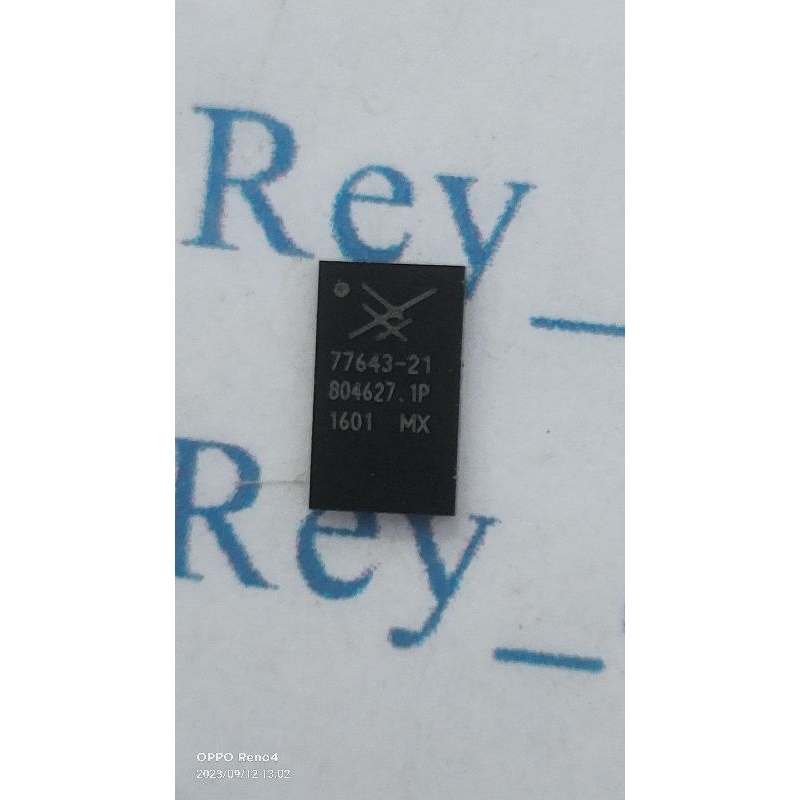 Rey_
77643-21
804627.1P
1601 MX
Rey_
OPPO Reno4
2023/09/12 13:02